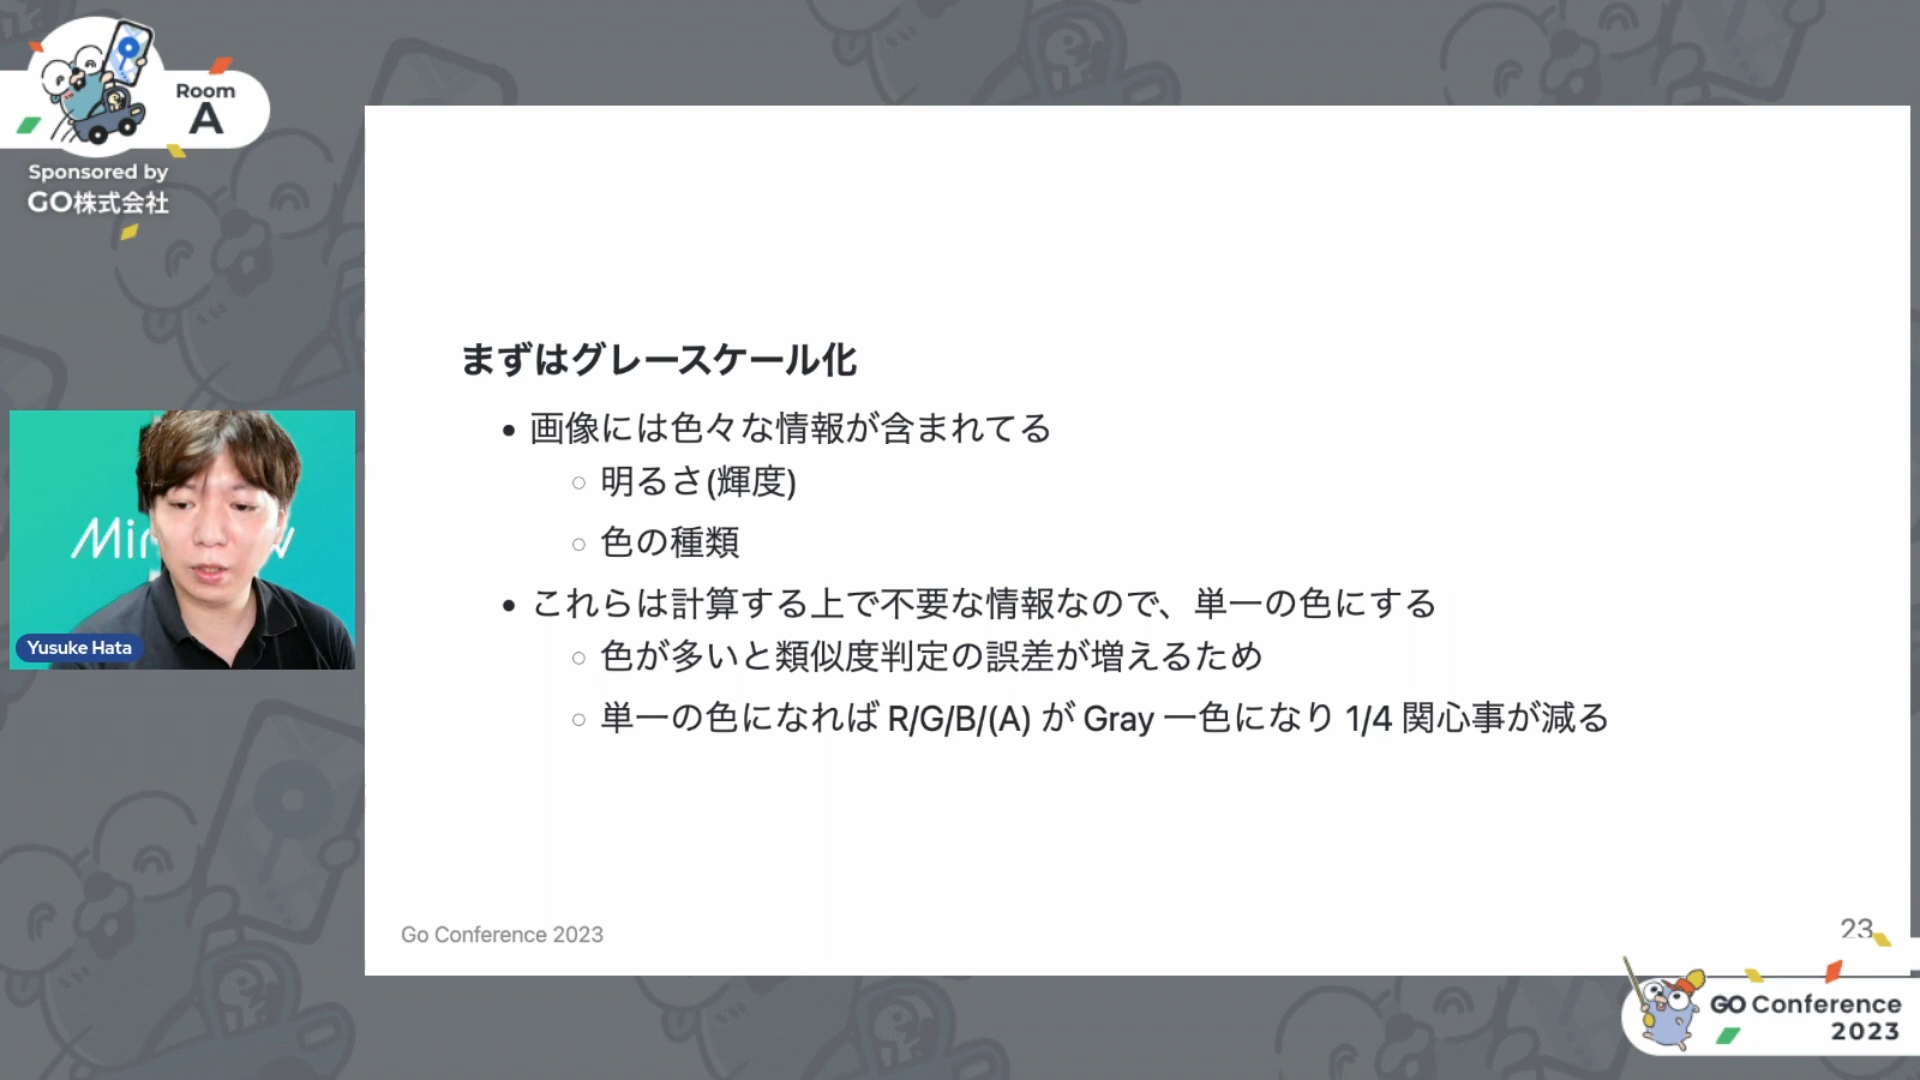 Room
A
Sponsored by
GO株式会社
まずはグレースケール化
• 画像には色々な情報が含まれてる
○ 明るさ(輝度)
○ 色の種類
• これらは計算する上で不要な情報なので、単一の色にする
○ 色が多いと類似度判定の誤差が増えるため
○ 単一の色になれば R/G/B/(A) が Gray 一色になり 1/4 関心事が減る
Yusuke Hata
Go Conference 2023
23
GO Conference
2023